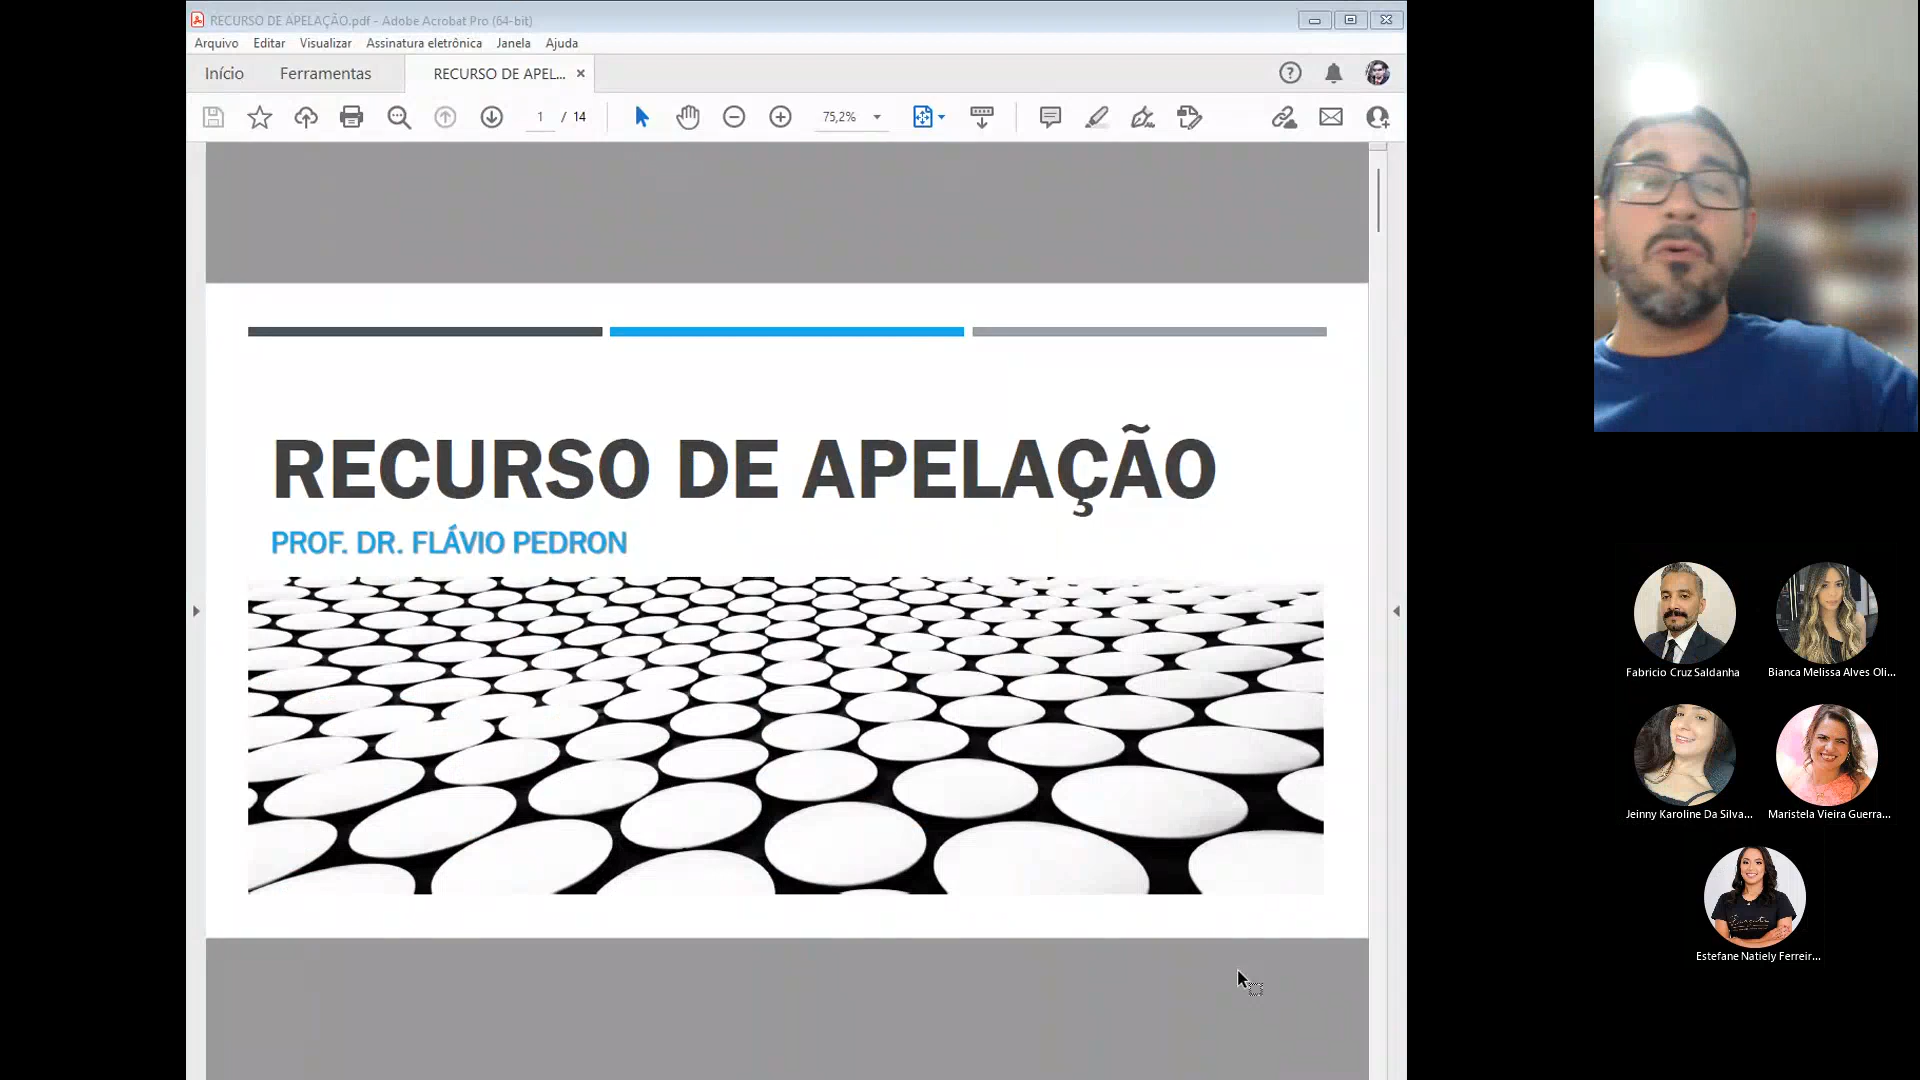 RECURSO DE APELAÇÃO.pdf - Adobe Acrobat Pro (64-bit)
Arquivo Editar Visualizar Assinatura eletrônica Janela Ajuda
Início Ferramentas RECURSO DE APEL...
1 / 14 75,2%
RECURSO DE APELAÇÃO
PROF. DR. FLÁVIO PEDRON
Fabricio Cruz Saldanha
Bianca Melissa Alves Oli...
Jeinny Karoline Da Silva...
Maristela Vieira Guerra...
Estefane Natiely Ferreir...